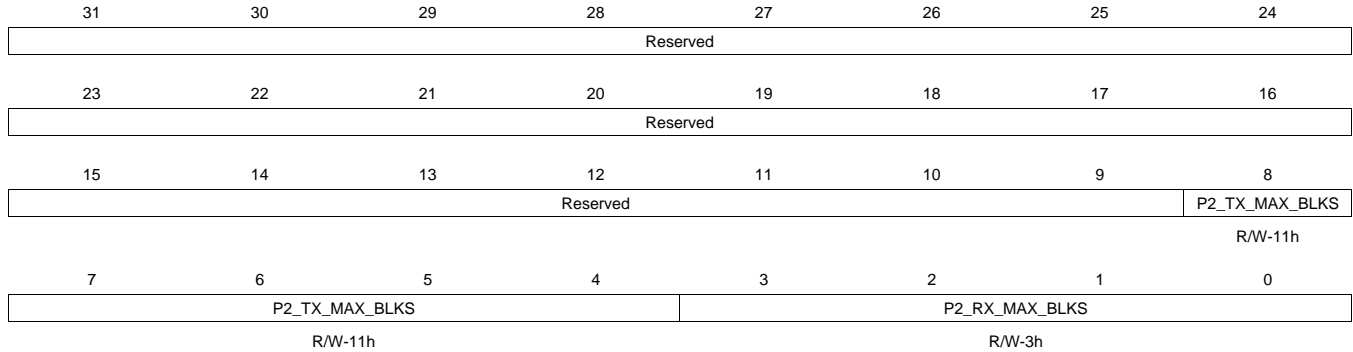 31 30 29 28 27 26 25 24
Reserved
23 22 21 20 19 18 17 16
Reserved
15 14 13 12 11 10 9 8
Reserved P2_TX_MAX_BLKS
R/W-11h
7 6 5 4 3 2 1 0
P2_TX_MAX_BLKS P2_RX_MAX_BLKS
R/W-11h R/W-3h